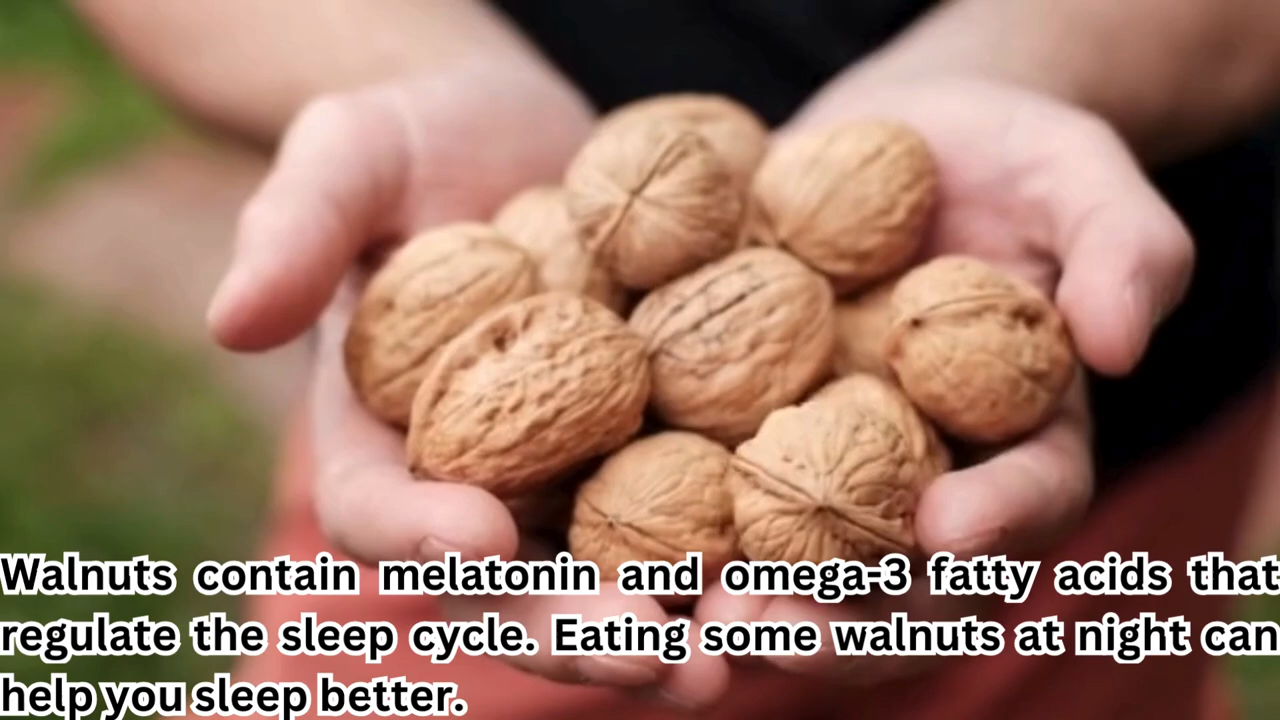 Walnuts contain melatonin and omega-3 fatty acids that
regulate the sleep cycle. Eating some walnuts at night can
help you sleep better.